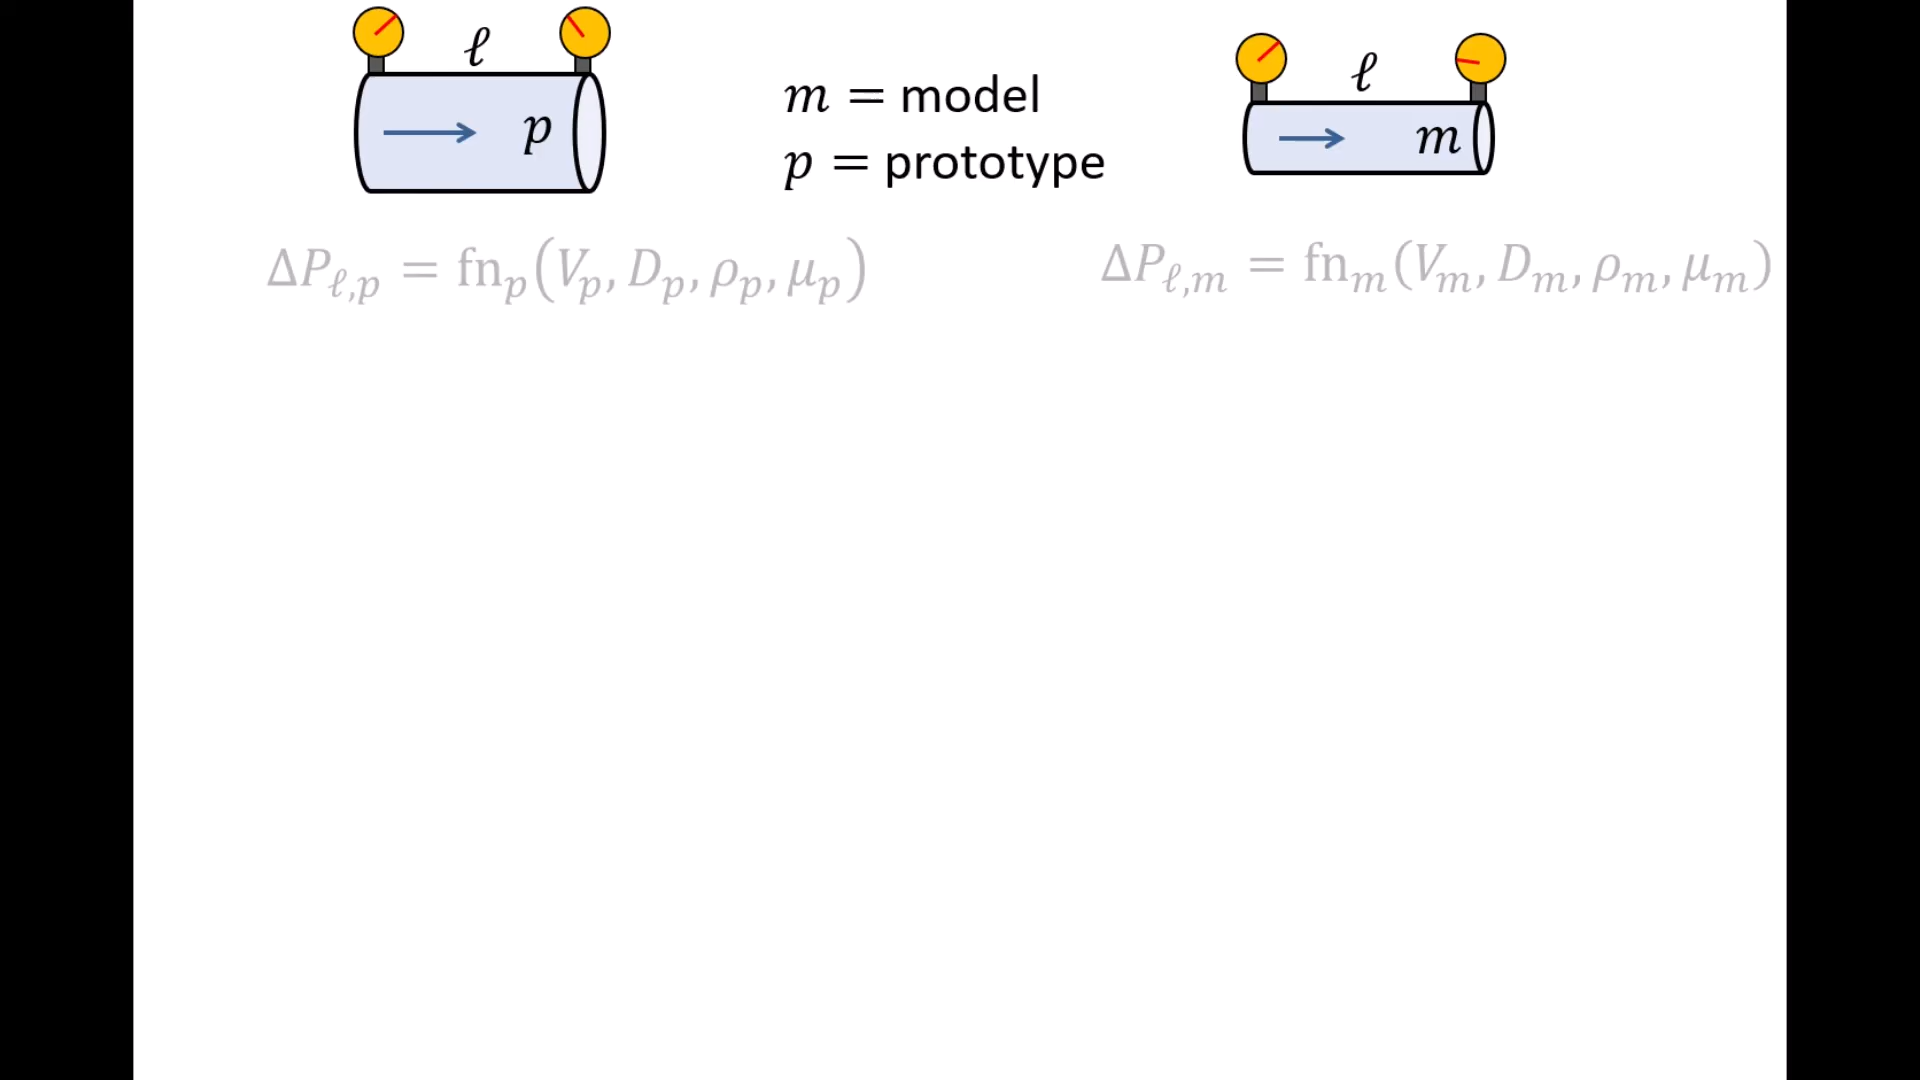 ℓ
p
m = model
p = prototype
ℓ
m
ΔP_{ℓ,p} = fn_p(V_p, D_p, ρ_p, μ_p)
ΔP_{ℓ,m} = fn_m(V_m, D_m, ρ_m, μ_m)